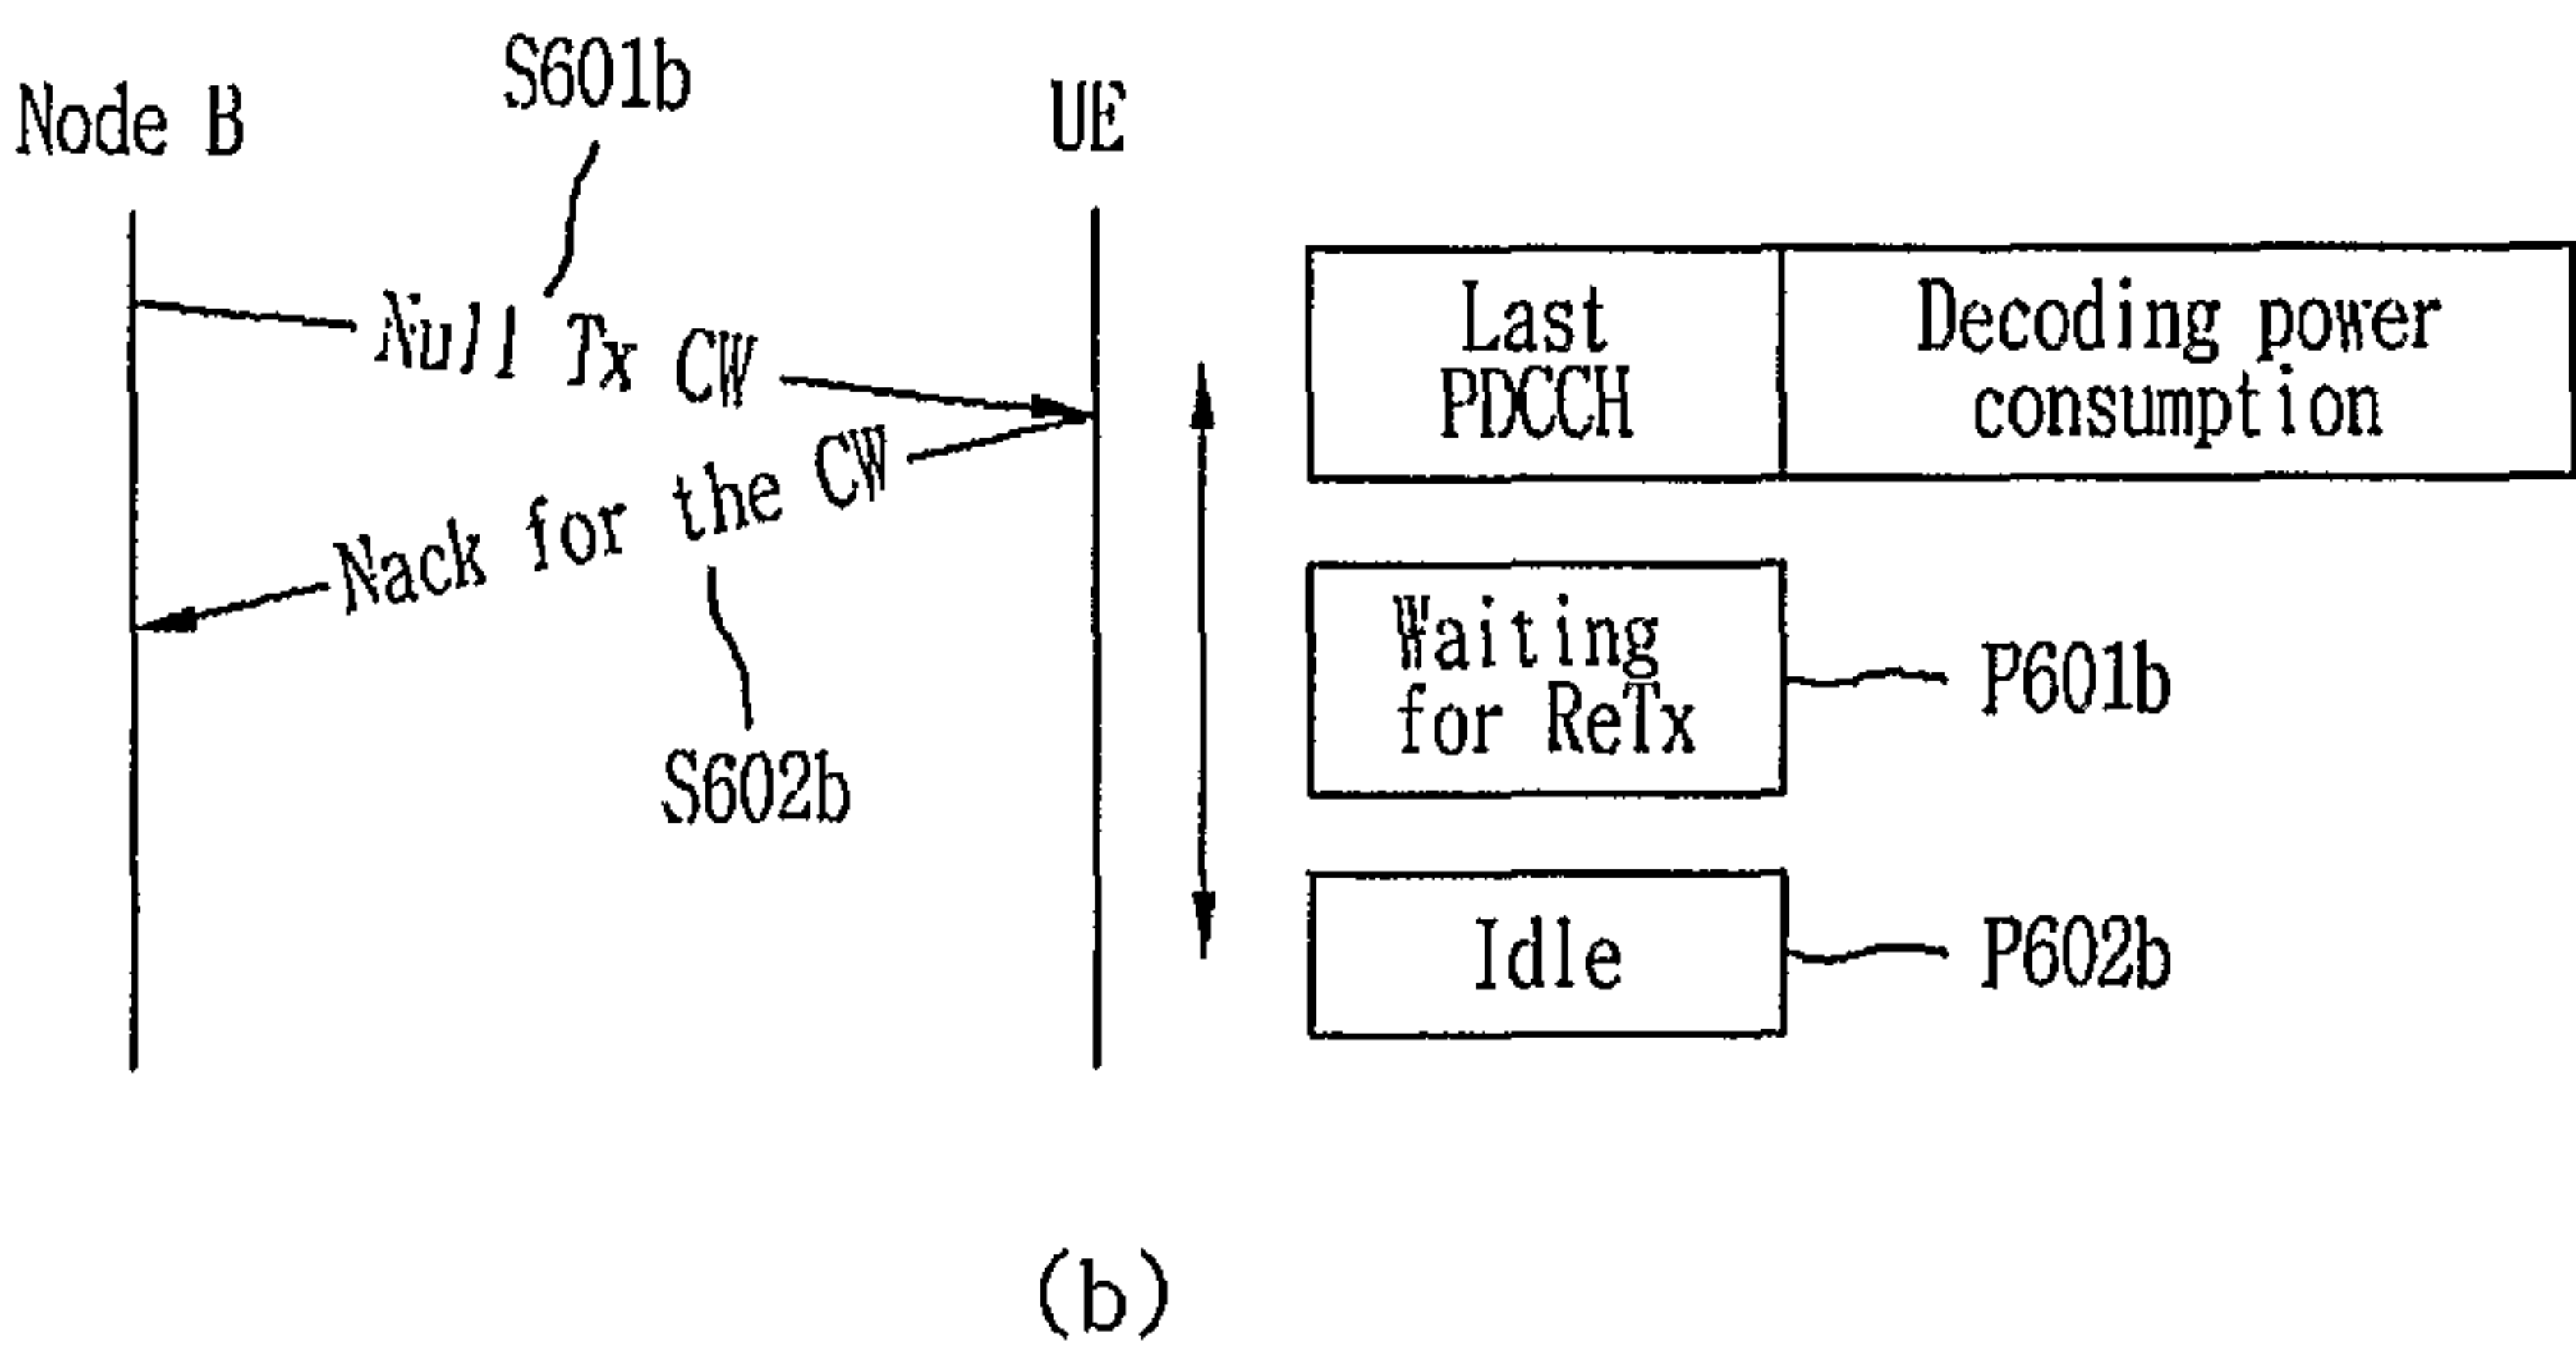 S601b
Node B
UE
Null Tx CW
Nack for the CW
S602b
Last
PDCCH
Decoding power
consumption
Waiting
for ReTx
P601b
Idle
P602b
(b)